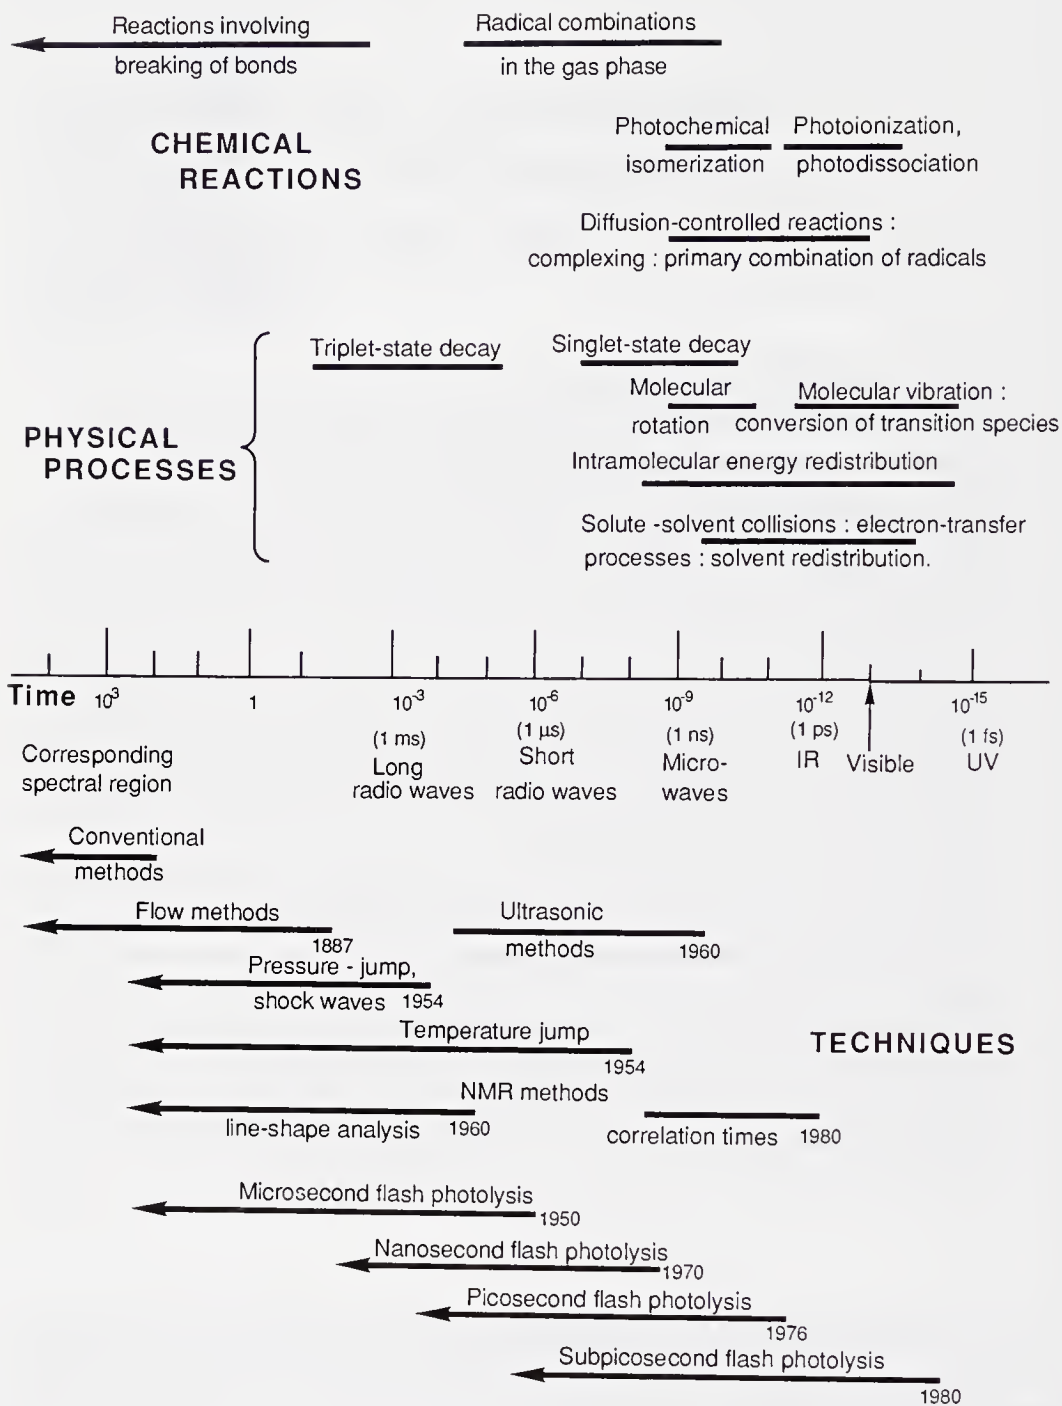 Reactions involving
breaking of bonds
Radical combinations
in the gas phase
CHEMICAL
REACTIONS
Photochemical
isomerization
Photoionization,
photodissociation
Diffusion-controlled reactions :
complexing : primary combination of radicals
PHYSICAL
PROCESSES
Triplet-state decay
Singlet-state decay
Molecular
rotation
Molecular vibration :
conversion of transition species
Intramolecular energy redistribution
Solute -solvent collisions : electron-transfer
processes : solvent redistribution.
Time 10³ 1 10⁻³ 10⁻⁶ 10⁻⁹ 10⁻¹² 10⁻¹⁵
(1 ms) (1 µs) (1 ns) (1 ps) (1 fs)
Corresponding
spectral region
Long
radio waves
Short
radio waves
Micro-
waves
IR
Visible
UV
Conventional
methods
Flow methods
1887
Ultrasonic
methods 1960
Pressure - jump,
shock waves 1954
Temperature jump
1954
TECHNIQUES
NMR methods
line-shape analysis 1960
correlation times 1980
Microsecond flash photolysis
1950
Nanosecond flash photolysis
1970
Picosecond flash photolysis
1976
Subpicosecond flash photolysis
1980